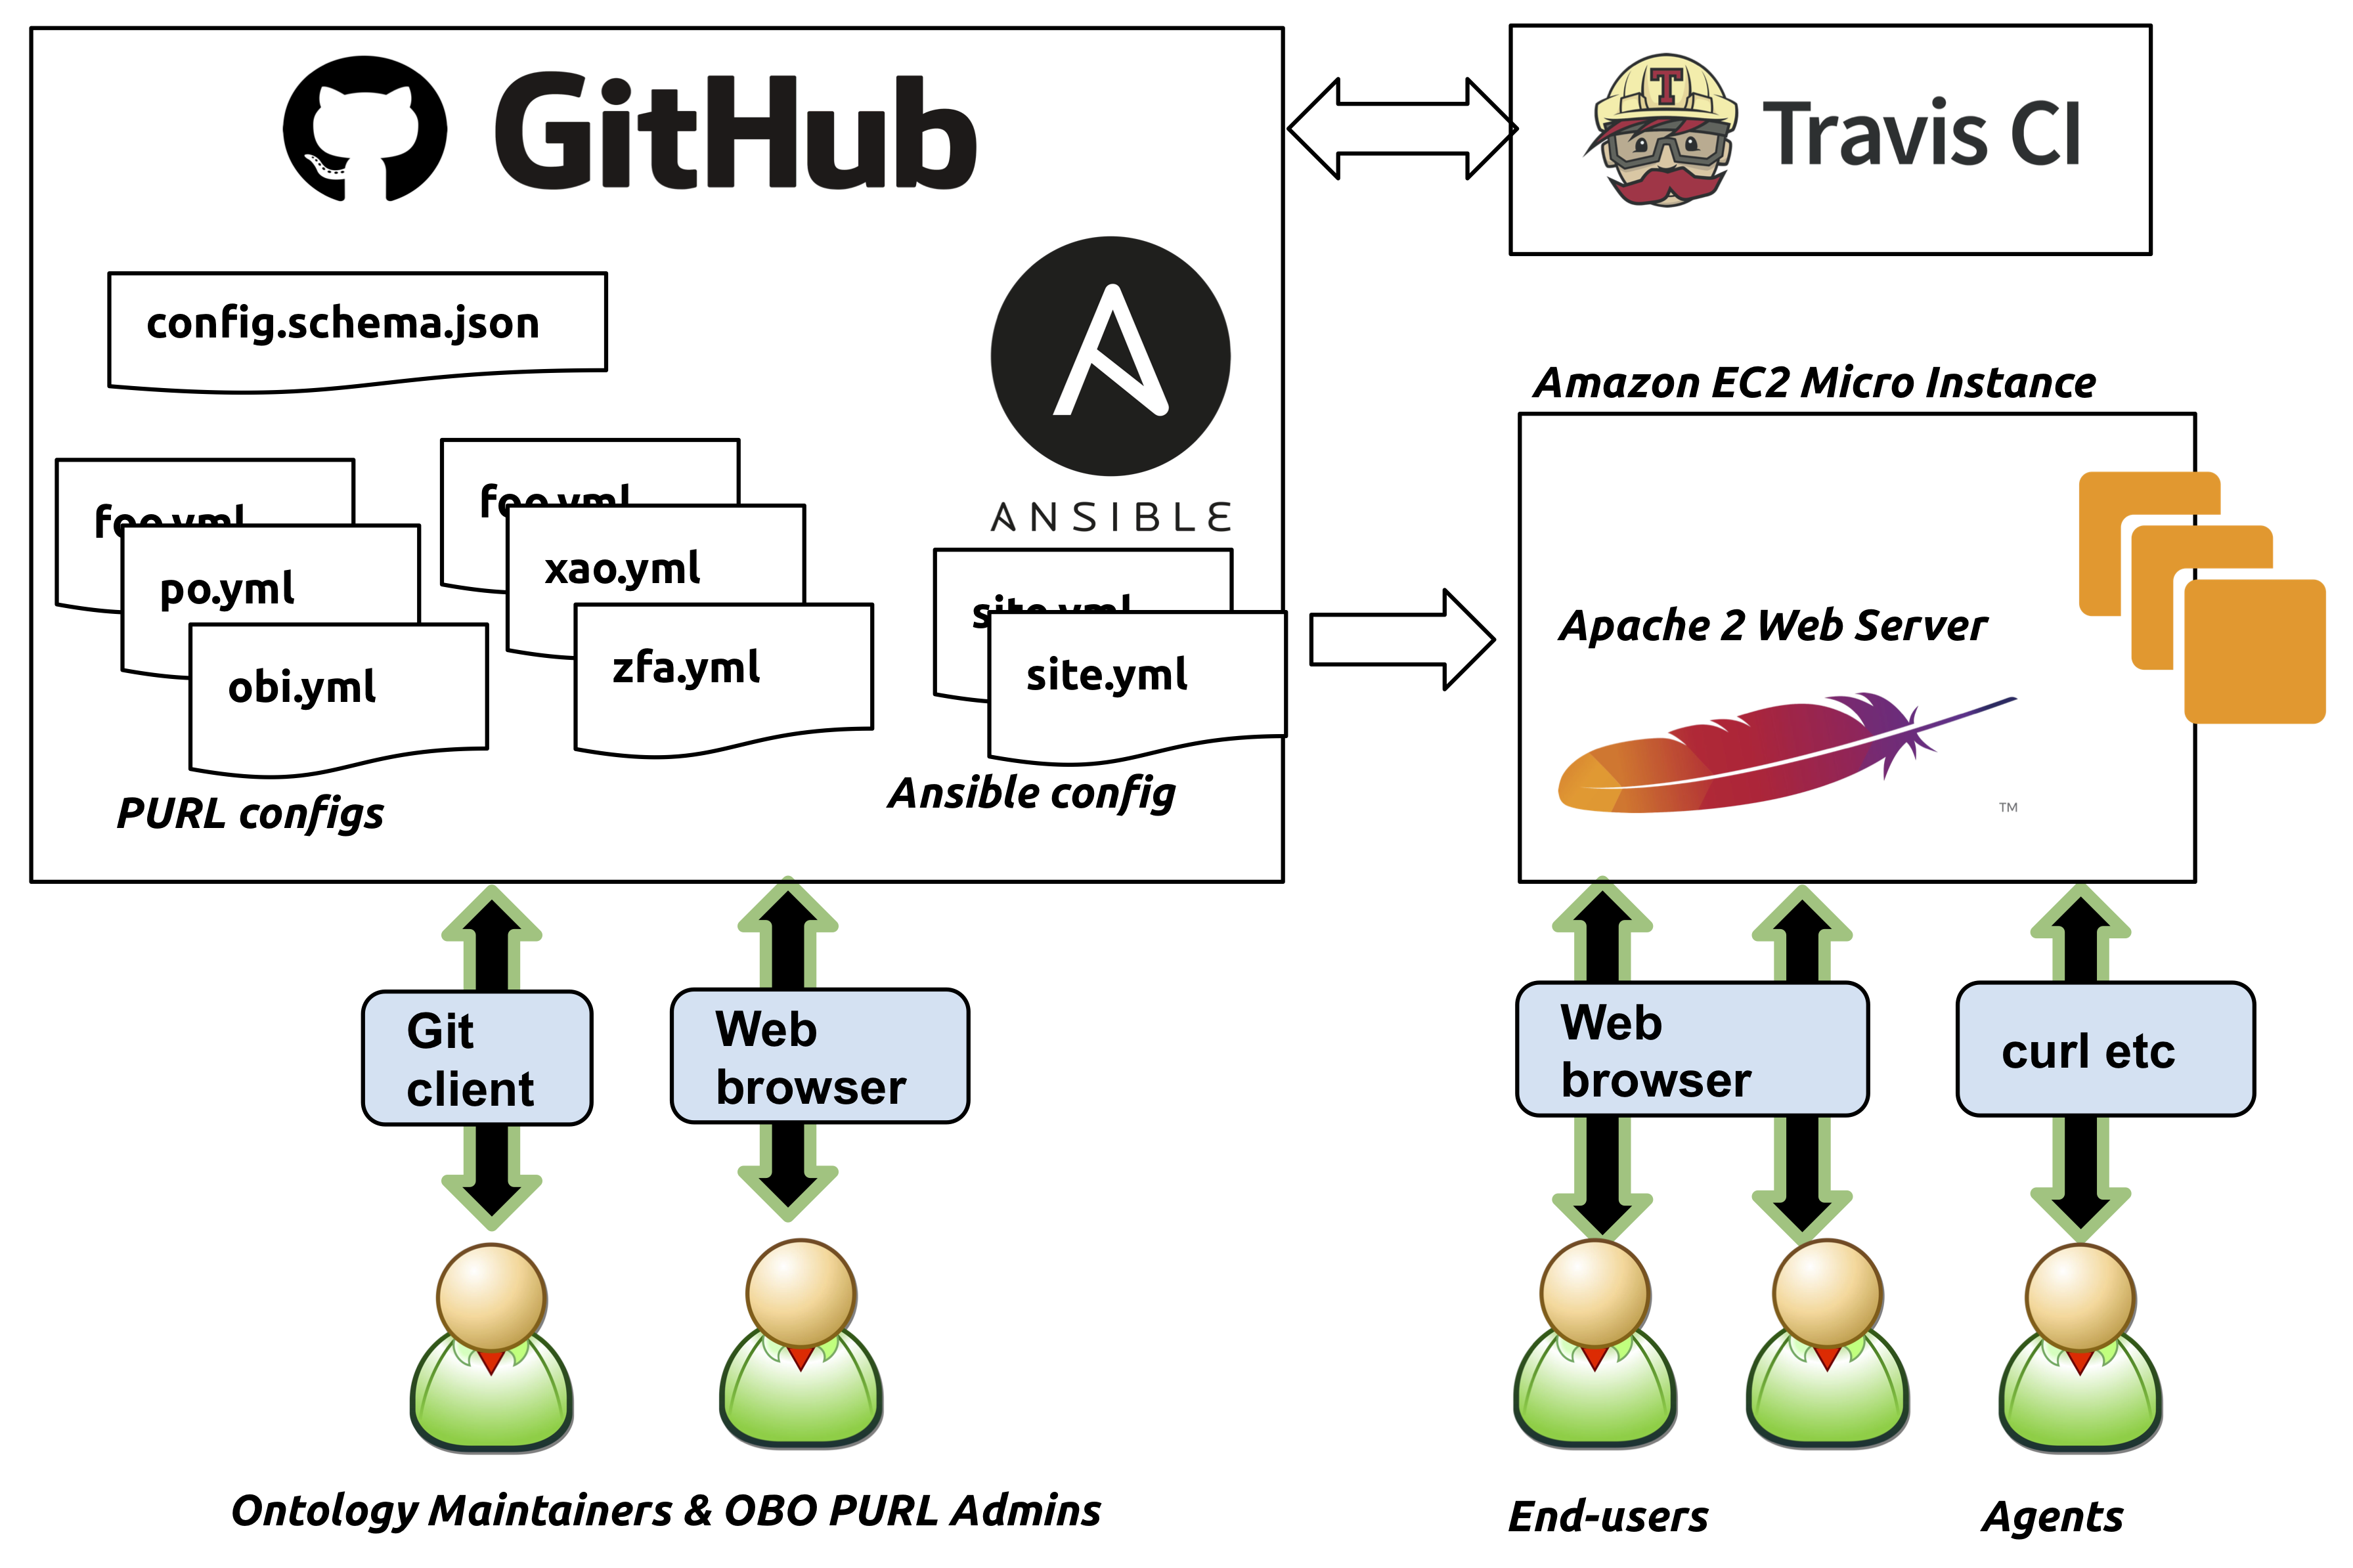 GitHub
T
Travis CI
config.schema.json
ANSIBLE
Amazon EC2 Micro Instance
foo.yml
po.yml
obi.yml
foo.yml
xao.yml
zfa.yml
site.yml
site.yml
PURL configs
Ansible config
Apache 2 Web Server
TM
Git
client
Web
browser
Web
browser
curl etc
Ontology Maintainers & OBO PURL Admins
End-users
Agents